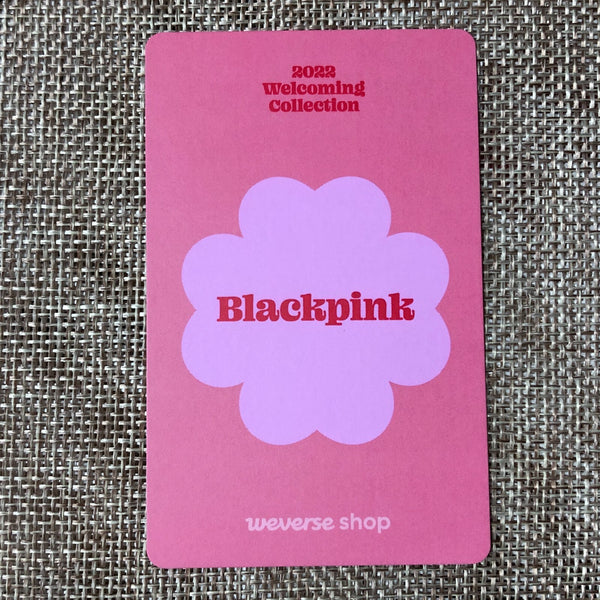 2022
Welcoming
Collection
Blackpink
weverse shop